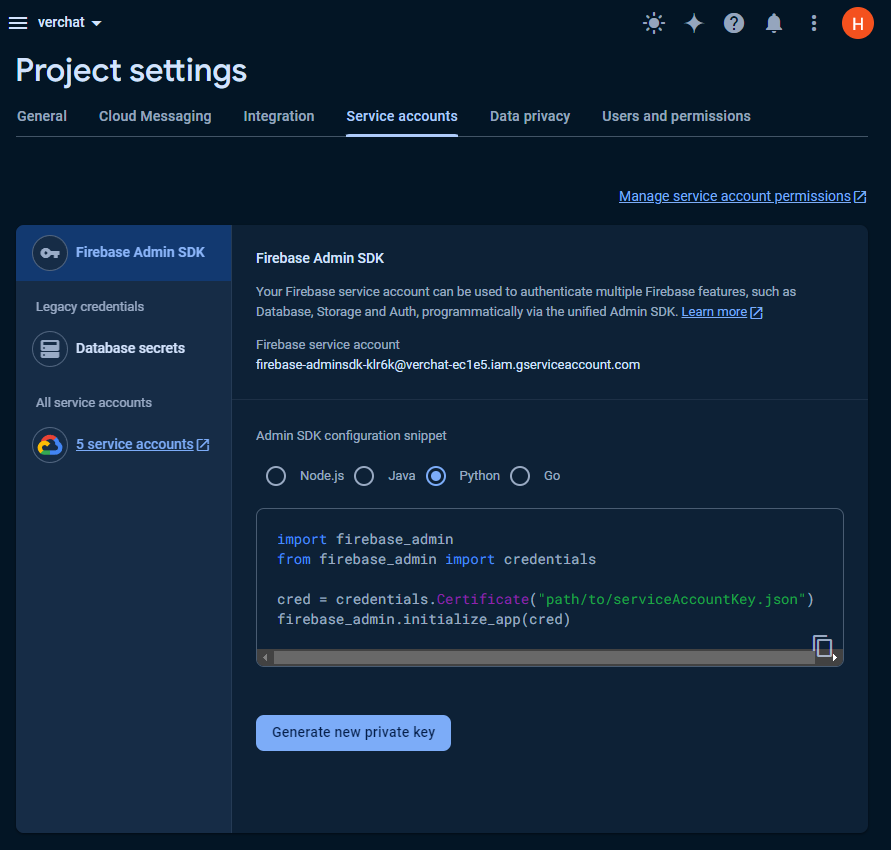 verchat
H
Project settings
General Cloud Messaging Integration Service accounts Data privacy Users and permissions
Manage service account permissions
Firebase Admin SDK
Legacy credentials
Database secrets
All service accounts
5 service accounts
Firebase Admin SDK
Your Firebase service account can be used to authenticate multiple Firebase features, such as
Database, Storage and Auth, programmatically via the unified Admin SDK. Learn more
Firebase service account
firebase-adminsdk-klr6k@verchat-ec1e5.iam.gserviceaccount.com
Admin SDK configuration snippet
Node.js Java Python Go
import firebase_admin
from firebase_admin import credentials
cred = credentials.Certificate("path/to/serviceAccountKey.json")
firebase_admin.initialize_app(cred)
Generate new private key